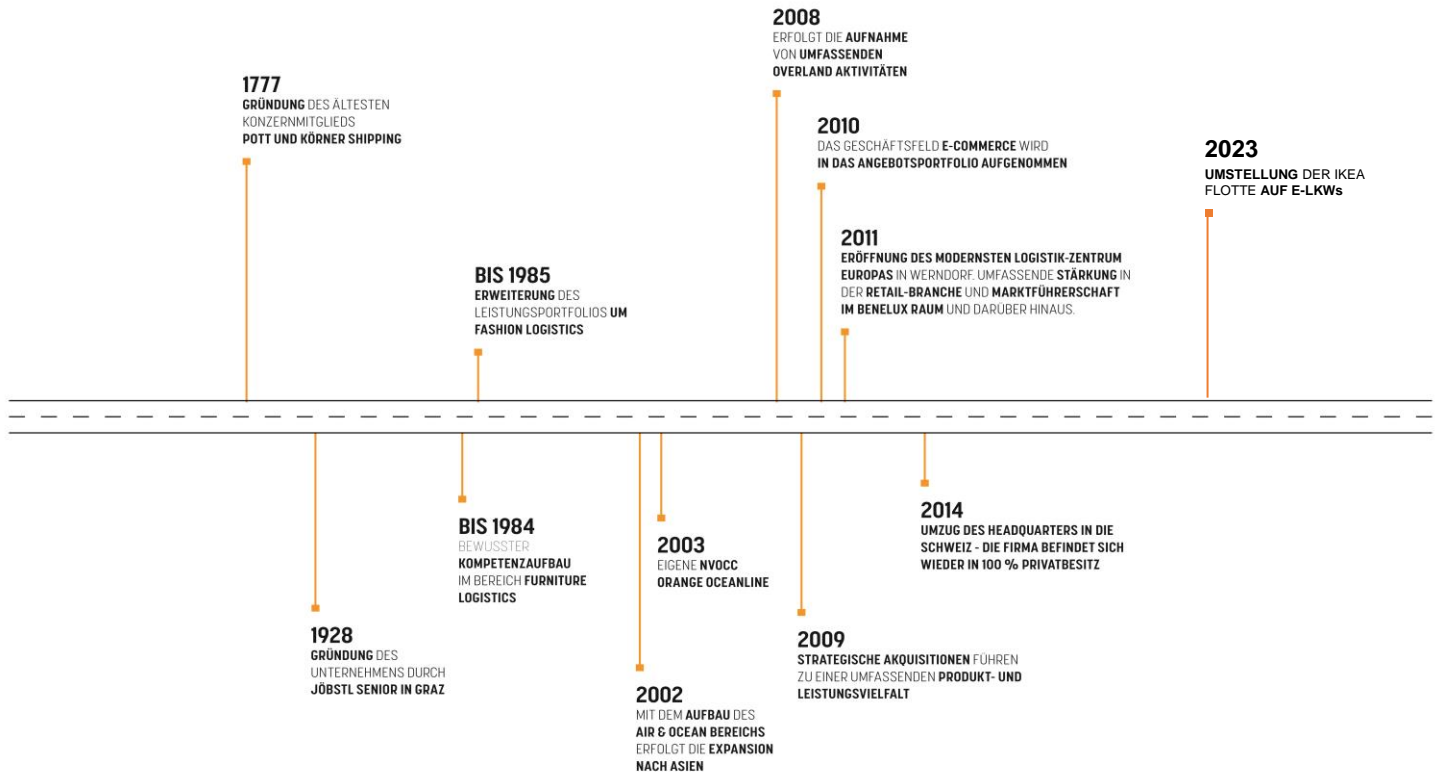 1777
GRÜNDUNG DES ÄLTESTEN
KONZERNMITGLIEDS
POTT UND KÖRNER SHIPPING
1928
GRÜNDUNG DES
UNTERNEHMENS DURCH
JÖBSTL SENIOR IN GRAZ
BIS 1984
BEWUSSTER
KOMPETENZAUFBAU
IM BEREICH FURNITURE
LOGISTICS
BIS 1985
ERWEITERUNG DES
LEISTUNGSPORTFOLIOS UM
FASHION LOGISTICS
2002
MIT DEM AUFBAU DES
AIR & OCEAN BEREICHS
ERFOLGT DIE EXPANSION
NACH ASIEN
2003
EIGENE NVOCC
ORANGE OCEANLINE
2008
ERFOLGT DIE AUFNAHME
VON UMFASSENDEN
OVERLAND AKTIVITÄTEN
2009
STRATEGISCHE AKQUISITIONEN FÜHREN
ZU EINER UMFASSENDEN PRODUKT- UND
LEISTUNGSVIELFALT
2010
DAS GESCHÄFTSFELD E-COMMERCE WIRD
IN DAS ANGEBOTSPORTFOLIO AUFGENOMMEN
2011
ERÖFFNUNG DES MODERNSTEN LOGISTIK-ZENTRUM
EUROPAS IN WERNDORF. UMFASSENDE STÄRKUNG IN
DER RETAIL-BRANCHE UND MARKTFÜHRERSCHAFT
IM BENELUX RAUM UND DARÜBER HINAUS.
2014
UMZUG DES HEADQUARTERS IN DIE
SCHWEIZ - DIE FIRMA BEFINDET SICH
WIEDER IN 100 % PRIVATBESITZ
2023
UMSTELLUNG DER IKEA
FLOTTE AUF E-LKWs